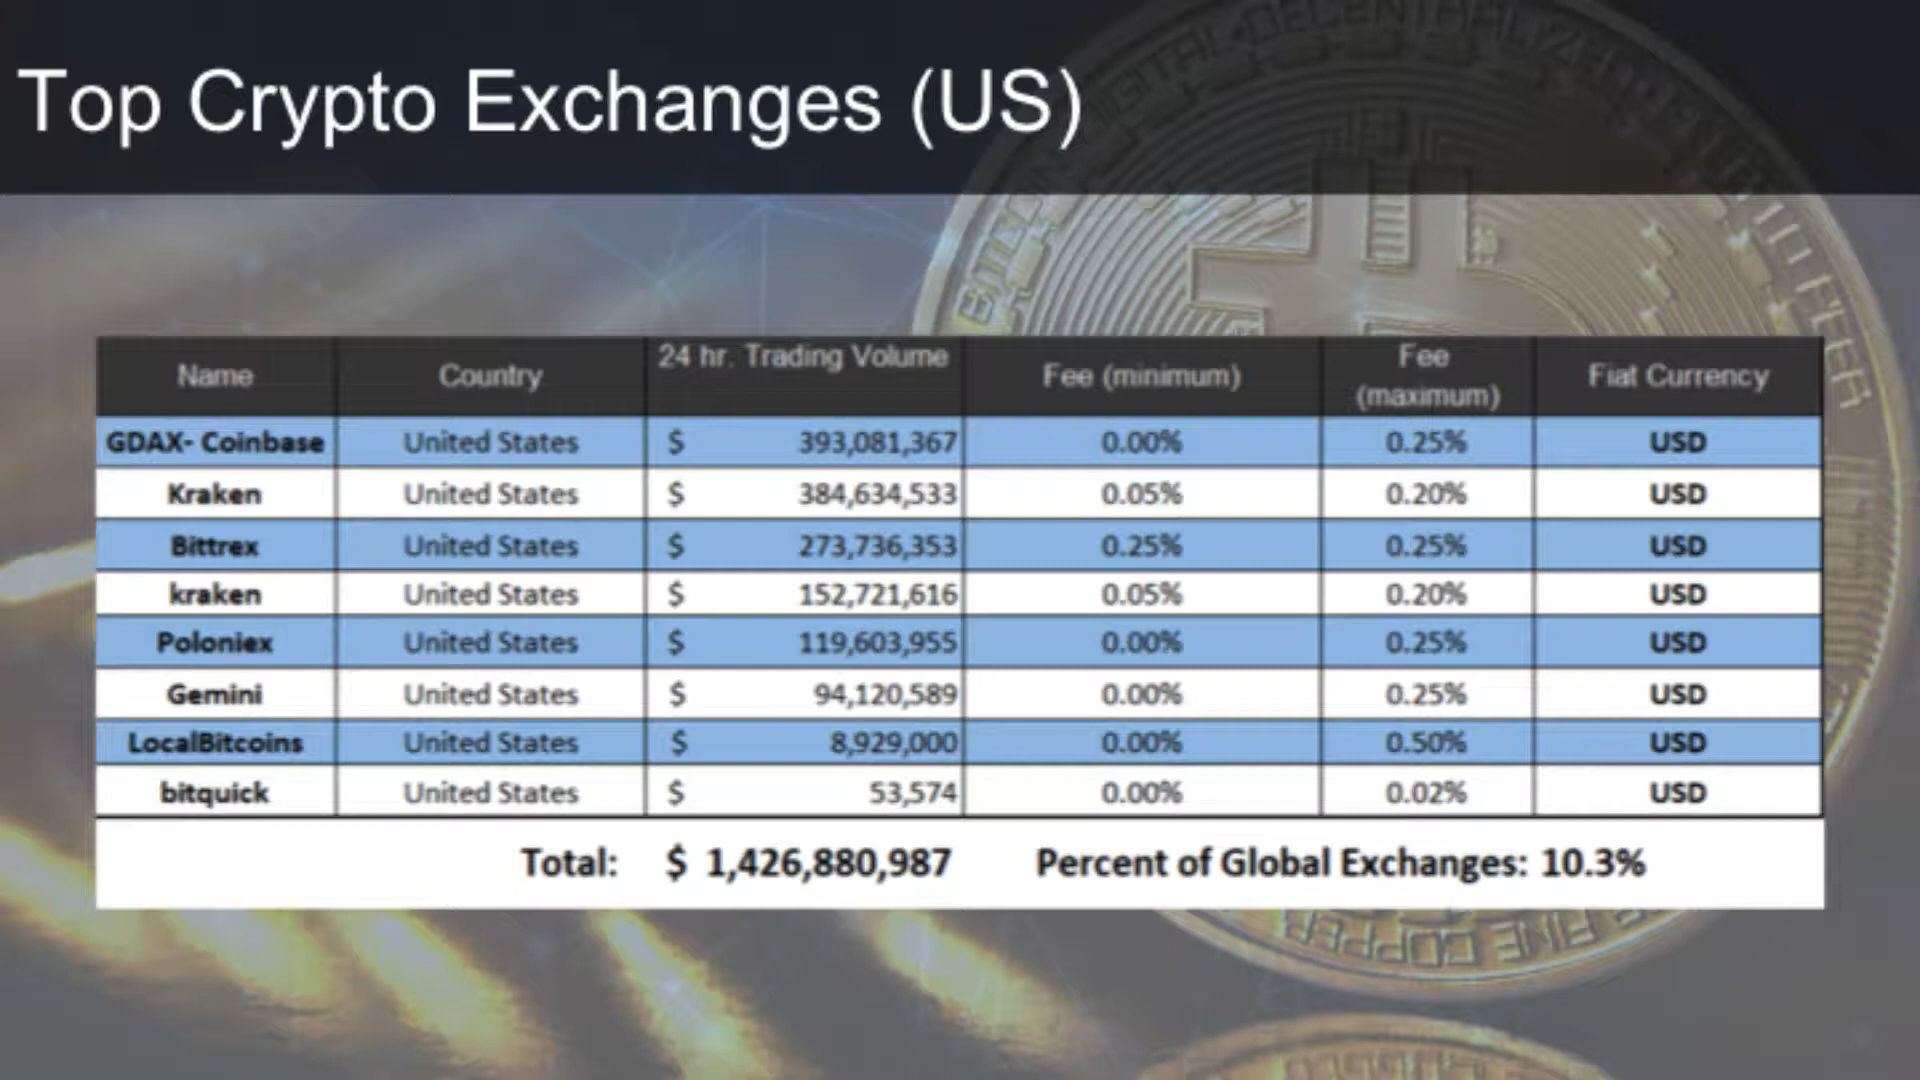 Top Crypto Exchanges (US)
Name Country 24 hr. Trading Volume Fee (minimum) Fee (maximum) Fiat Currency
GDAX- Coinbase United States $ 393,081,367 0.00% 0.25% USD
Kraken United States $ 384,634,533 0.05% 0.20% USD
Bittrex United States $ 273,736,353 0.25% 0.25% USD
kraken United States $ 152,721,616 0.05% 0.20% USD
Poloniex United States $ 119,603,955 0.00% 0.25% USD
Gemini United States $ 94,120,589 0.00% 0.25% USD
LocalBitcoins United States $ 8,929,000 0.00% 0.50% USD
bitquick United States $ 53,574 0.00% 0.02% USD
Total: $ 1,426,880,987 Percent of Global Exchanges: 10.3%